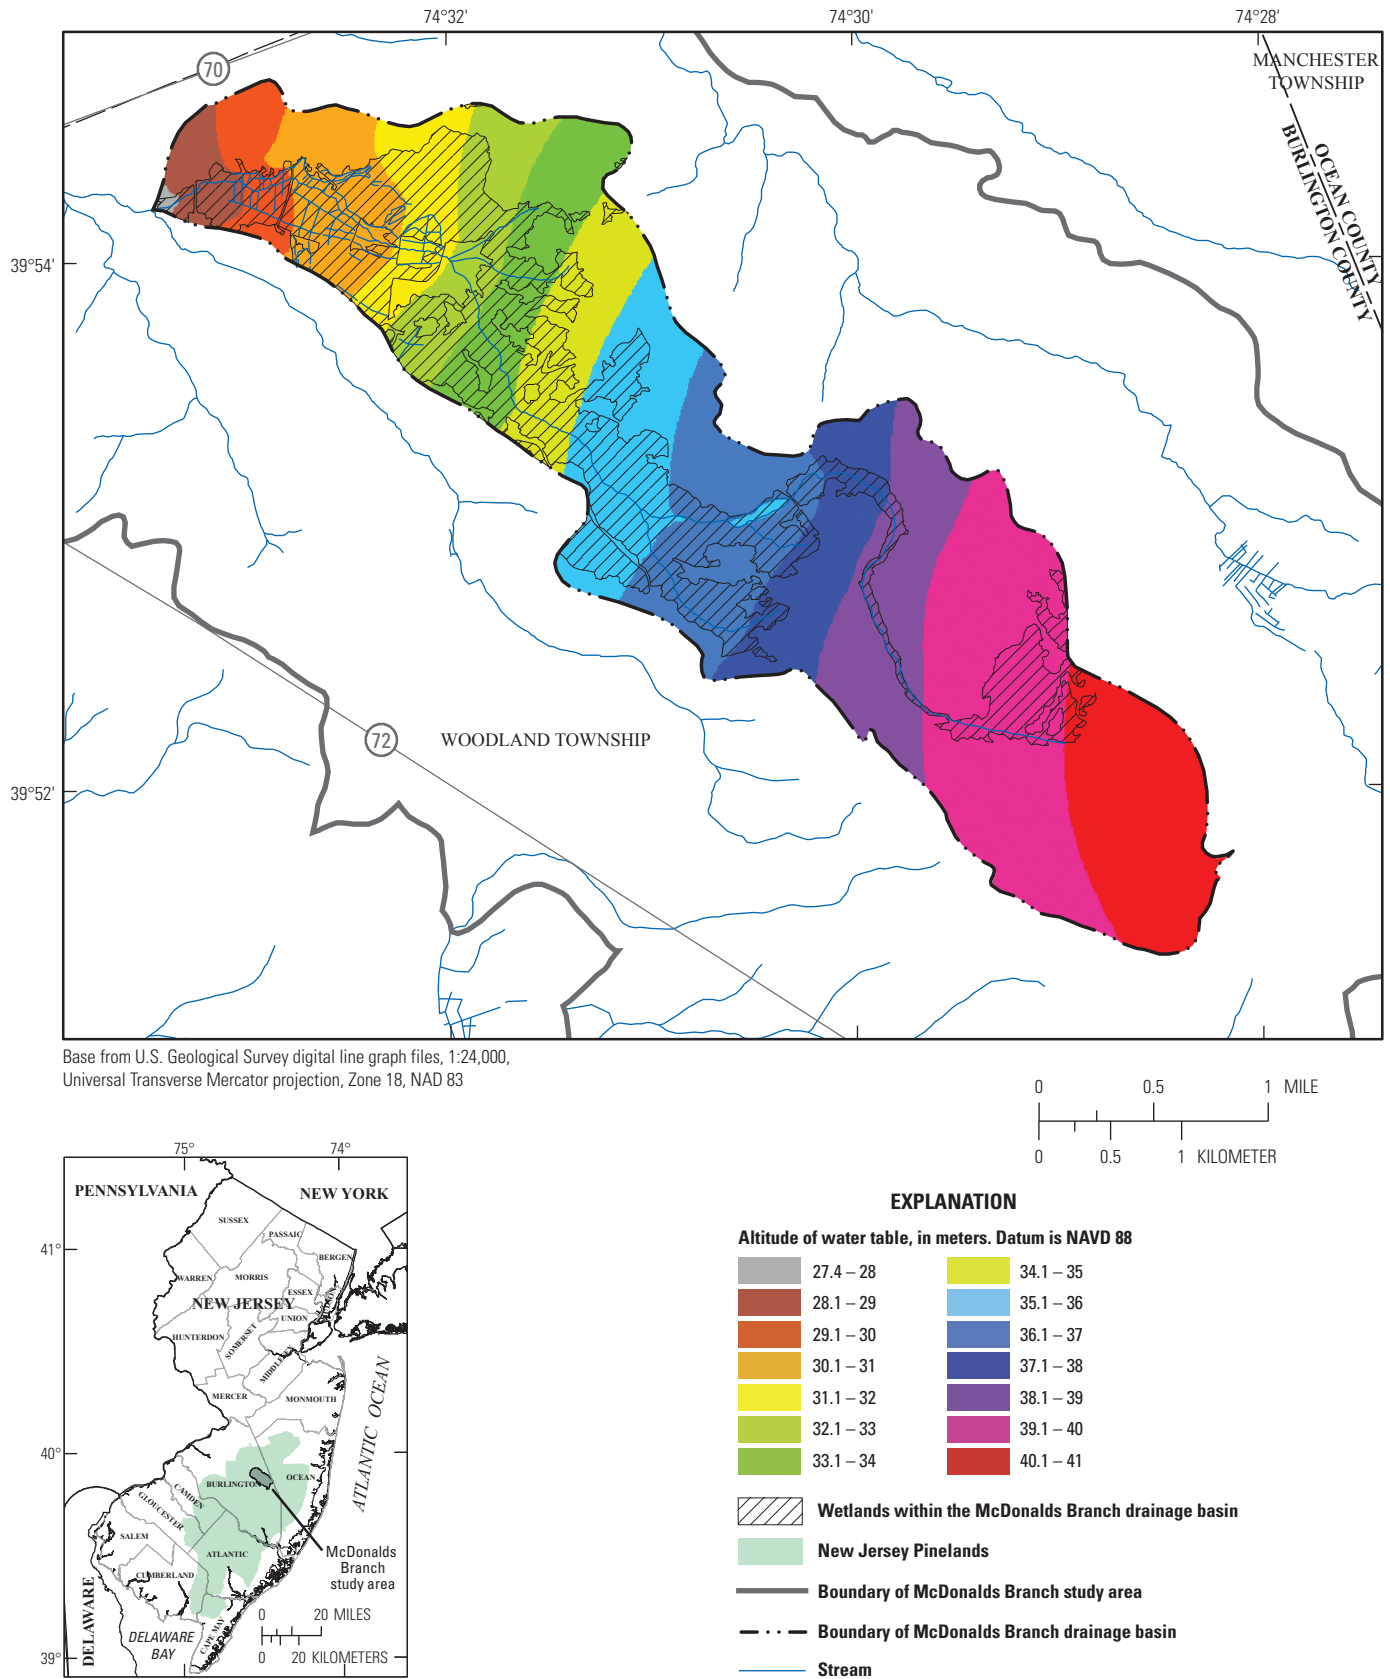 74°32'
74°30'
74°28'
70
MANCHESTER
TOWNSHIP
OCEAN COUNTY
BURLINGTON COUNTY
39°54'
72
WOODLAND TOWNSHIP
39°52'
Base from U.S. Geological Survey digital line graph files, 1:24,000,
Universal Transverse Mercator projection, Zone 18, NAD 83
0 0.5 1 MILE
0 0.5 1 KILOMETER
75° 74°
PENNSYLVANIA
NEW YORK
SUSSEX
PASSAIC
BERGEN
41°
WARREN
MORRIS
ESSEX
HUDSON
NEW JERSEY
UNION
HUNTERDON
SOMERSET
MIDDLESEX
MERCER
MONMOUTH
ATLANTIC OCEAN
40°
BURLINGTON
OCEAN
CAMDEN
GLOUCESTER
SALEM
ATLANTIC
McDonalds
Branch
study area
CUMBERLAND
CAPE MAY
DELAWARE
DELAWARE
BAY
0 20 MILES
0 20 KILOMETERS
39°
EXPLANATION
Altitude of water table, in meters. Datum is NAVD 88
27.4 – 28
28.1 – 29
29.1 – 30
30.1 – 31
31.1 – 32
32.1 – 33
33.1 – 34
34.1 – 35
35.1 – 36
36.1 – 37
37.1 – 38
38.1 – 39
39.1 – 40
40.1 – 41
Wetlands within the McDonalds Branch drainage basin
New Jersey Pinelands
Boundary of McDonalds Branch study area
Boundary of McDonalds Branch drainage basin
Stream